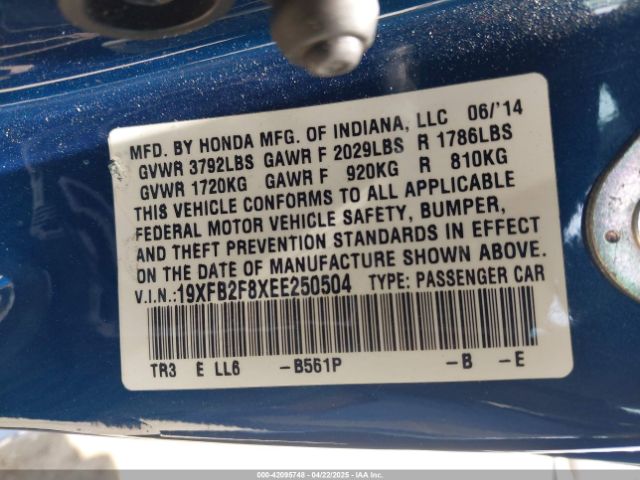 MFD. BY HONDA MFG. OF INDIANA, LLC 06/'14
GVWR 3792LBS GAWR F 2029LBS R 1786LBS
GVWR 1720KG GAWR F 920KG R 810KG
THIS VEHICLE CONFORMS TO ALL APPLICABLE
FEDERAL MOTOR VEHICLE SAFETY, BUMPER,
AND THEFT PREVENTION STANDARDS IN EFFECT
ON THE DATE OF MANUFACTURE SHOWN ABOVE.
V.I.N.:19XFB2F8XEE250504 TYPE: PASSENGER CAR
TR3 E LL6 -B561P -B -E
000-42095748 - 04/22/2025 - IAAI.COM